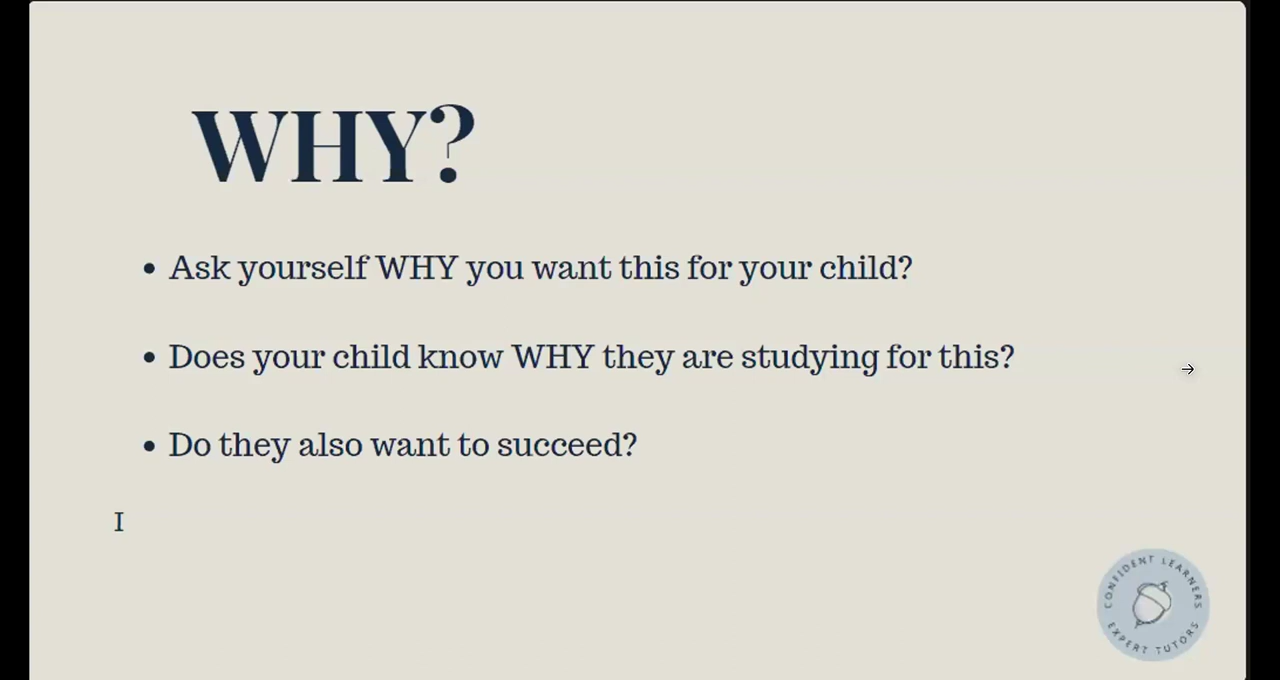 WHY?
• Ask yourself WHY you want this for your child?
• Does your child know WHY they are studying for this?
• Do they also want to succeed?
I
CONFIDENT LEARNERS
EXPERT TUTORS